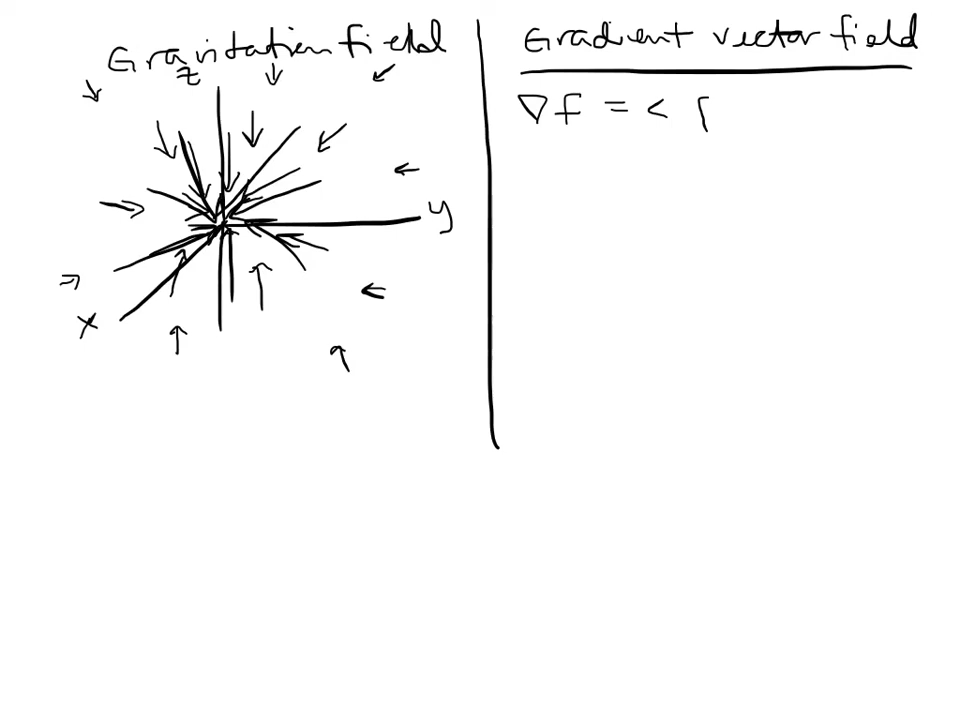 Gravitation field
z
y
x
Gradient vector field
∇f = <